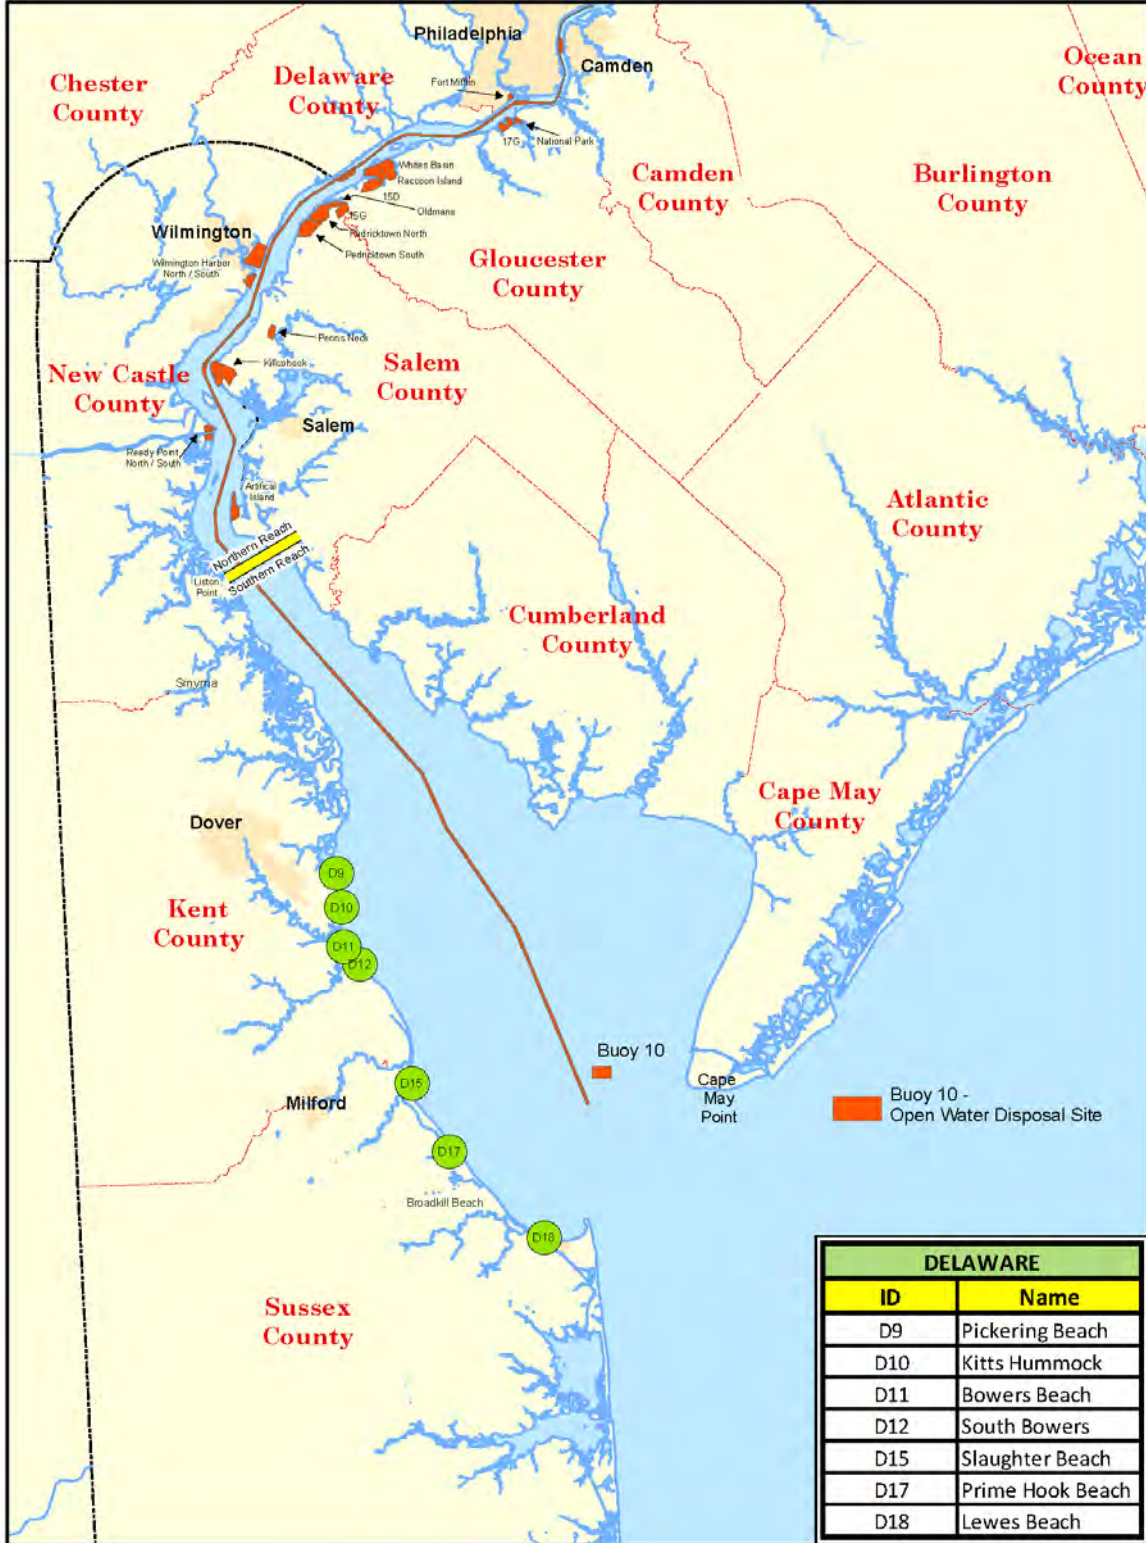 Philadelphia
Camden
Ocean
County
Chester
County
Delaware
County
Fort Mifflin
17G
National Park
Whites Basin
Raccoon Island
15D
Oldmans
15G
Pedricktown North
Pedricktown South
Camden
County
Burlington
County
Wilmington
Wilmington Harbor
North / South
Gloucester
County
Penns Neck
Killcohook
New Castle
County
Salem
County
Salem
Reedy Point
North / South
Artifical
Island
Atlantic
County
Northern Reach
Southern Reach
Liston
Point
Cumberland
County
Smyrna
Cape May
County
Dover
D9
D10
D11
D12
Kent
County
Buoy 10
Cape
May
Point
Buoy 10 -
Open Water Disposal Site
D15
Milford
D17
Broadkill Beach
D18
Sussex
County
DELAWARE
ID Name
D9 Pickering Beach
D10 Kitts Hummock
D11 Bowers Beach
D12 South Bowers
D15 Slaughter Beach
D17 Prime Hook Beach
D18 Lewes Beach